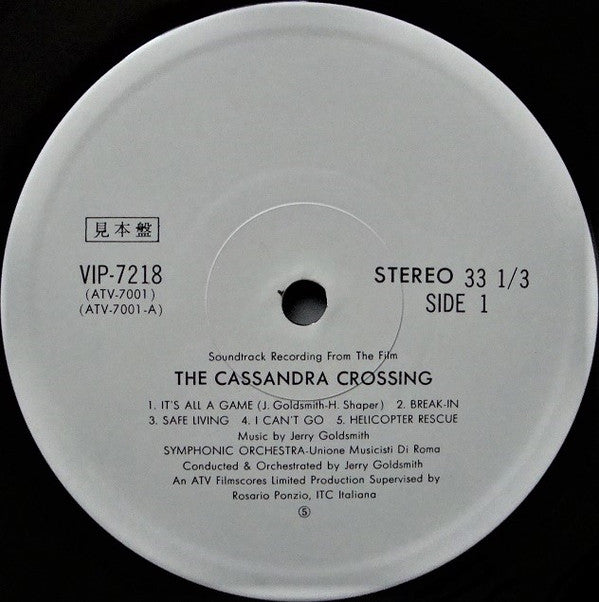 見本盤
VIP-7218
(ATV-7001)
(ATV-7001-A)
STEREO 33 1/3
SIDE 1
Soundtrack Recording From The Film
THE CASSANDRA CROSSING
1. IT'S ALL A GAME (J. Goldsmith-H. Shaper) 2. BREAK-IN
3. SAFE LIVING 4. I CAN'T GO 5. HELICOPTER RESCUE
Music by Jerry Goldsmith
SYMPHONIC ORCHESTRA-Unione Musicisti Di Roma
Conducted & Orchestrated by Jerry Goldsmith
An ATV Filmscores Limited Production Supervised by
Rosario Ponzio, ITC Italiana
Ⓢ